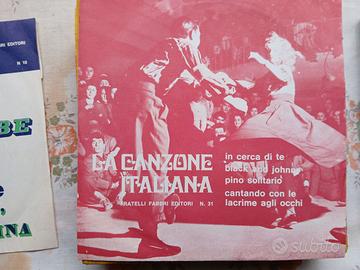 RI EDITORI
N 10
BE
e
INA
LA CANZONE
ITALIANA
FRATELLI FABBRI EDITORI N. 31
in cerca di te
black and johnny
pino solitario
cantando con le
lacrime agli occhi
subito